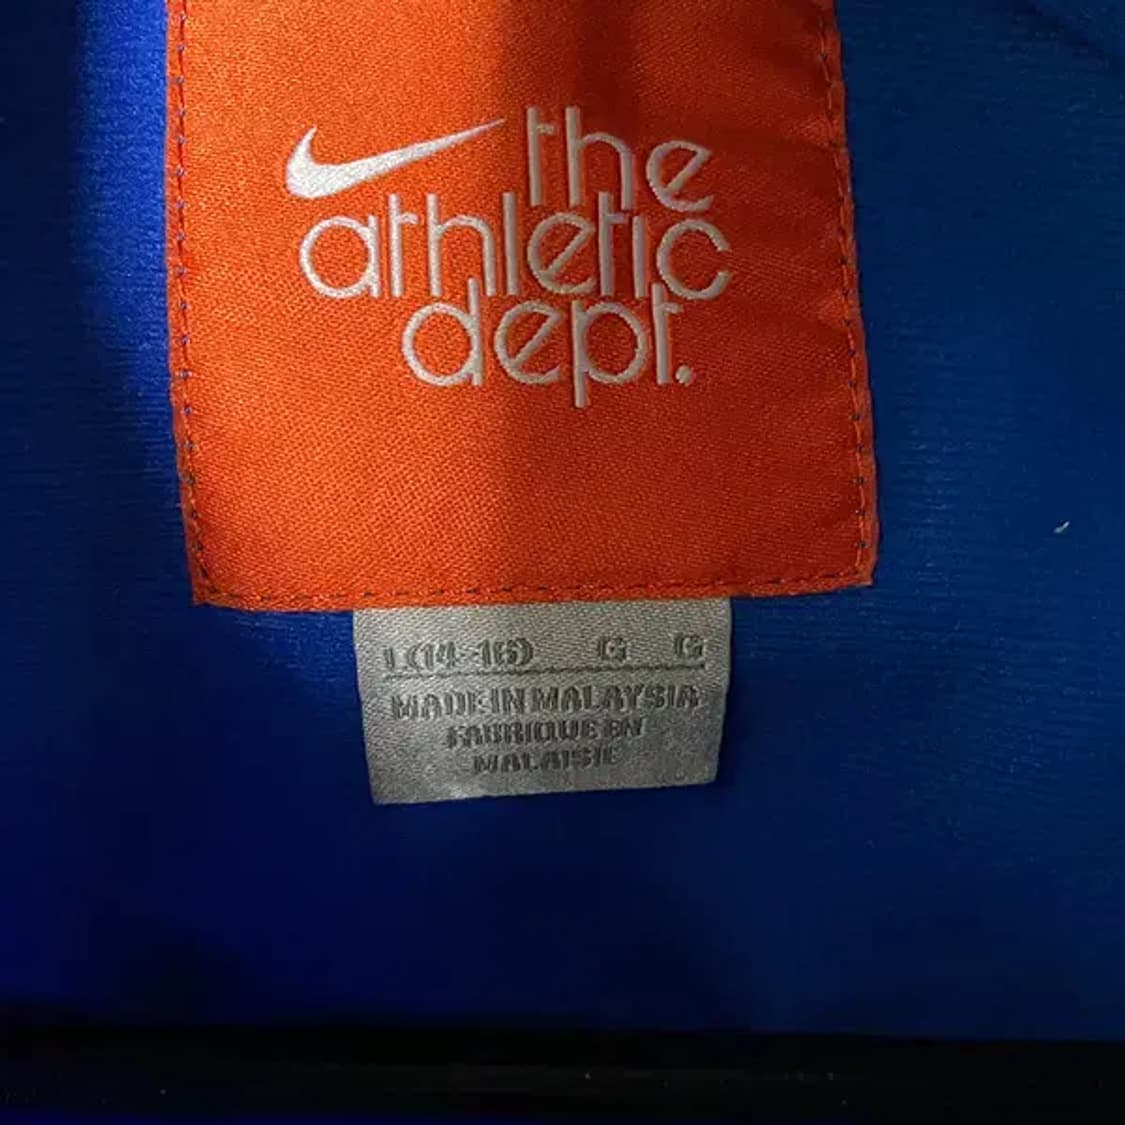 the
athletic
dept.
L(14-16) G G
MADE IN MALAYSIA
FABRIQUE EN
MALAISIE